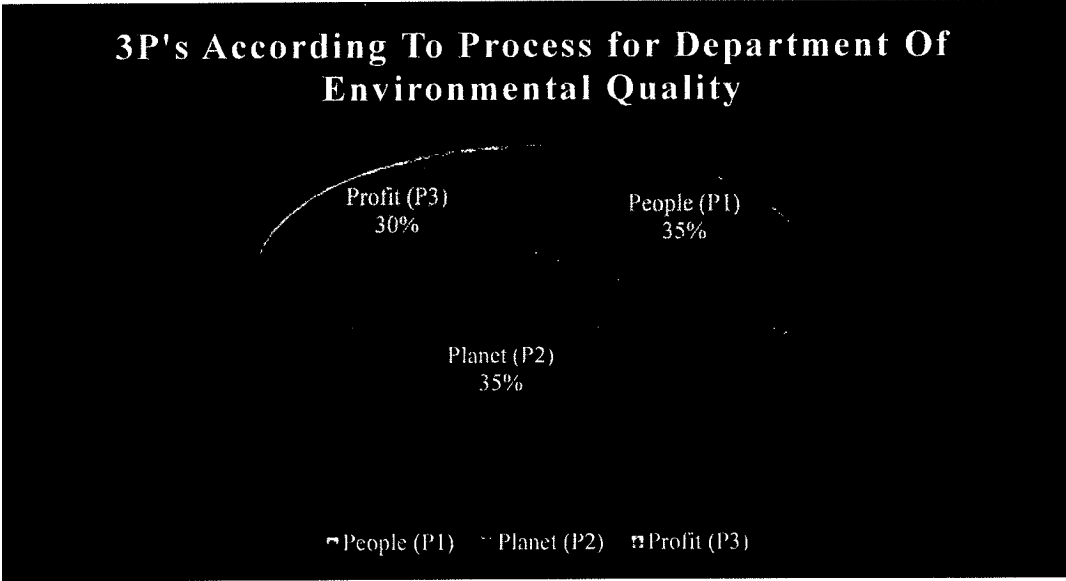 3P's According To Process for Department Of
Environmental Quality
Profit (P3)
30%
People (P1)
35%
Planet (P2)
35%
People (P1) Planet (P2) Profit (P3)